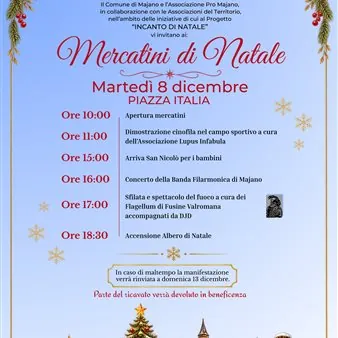 Il Comune di Majano e l'Associazione Pro Majano,
in collaborazione con le Associazioni del Territorio,
nell'ambito delle iniziative di cui al Progetto
"INCANTO DI NATALE"
vi invitano ai:
Mercatini di Natale
Martedì 8 dicembre
PIAZZA ITALIA
Ore 10:00 Apertura mercatini
Ore 11:00 Dimostrazione cinofila nel campo sportivo a cura
dell'Associazione Lupus Infabula
Ore 15:00 Arriva San Nicolò per i bambini
Ore 16:00 Concerto della Banda Filarmonica di Majano
Ore 17:00 Sfilata e spettacolo del fuoco a cura dei
Flagellum di Fusine Valromana
accompagnati da DJD
Ore 18:30 Accensione Albero di Natale
In caso di maltempo la manifestazione
verrà rinviata a domenica 13 dicembre.
Parte del ricavato verrà devoluto in beneficenza